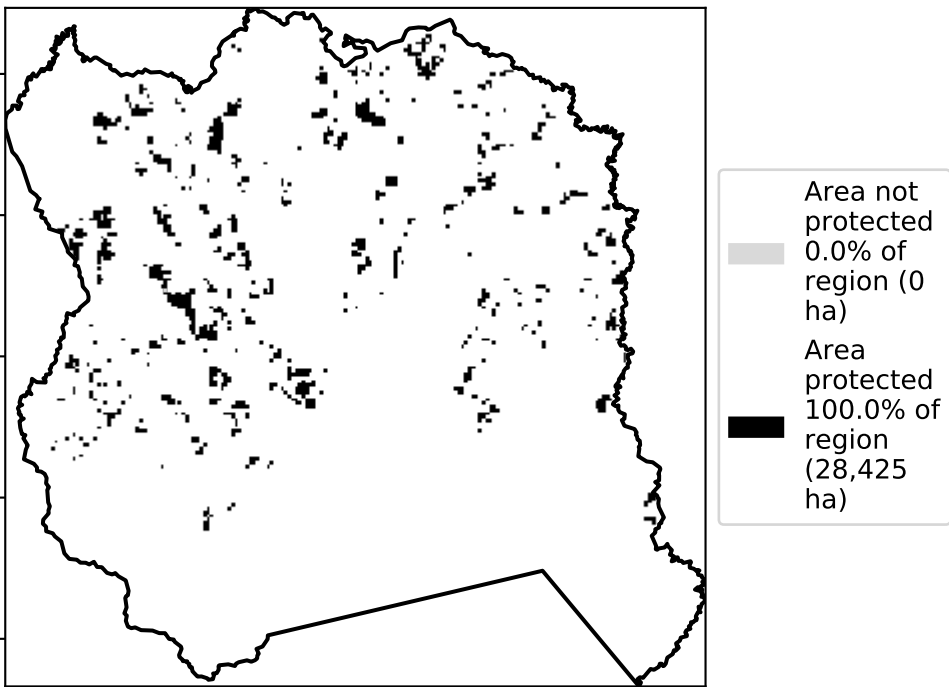 Area not
protected
0.0% of
region (0
ha)
Area
protected
100.0% of
region
(28,425
ha)